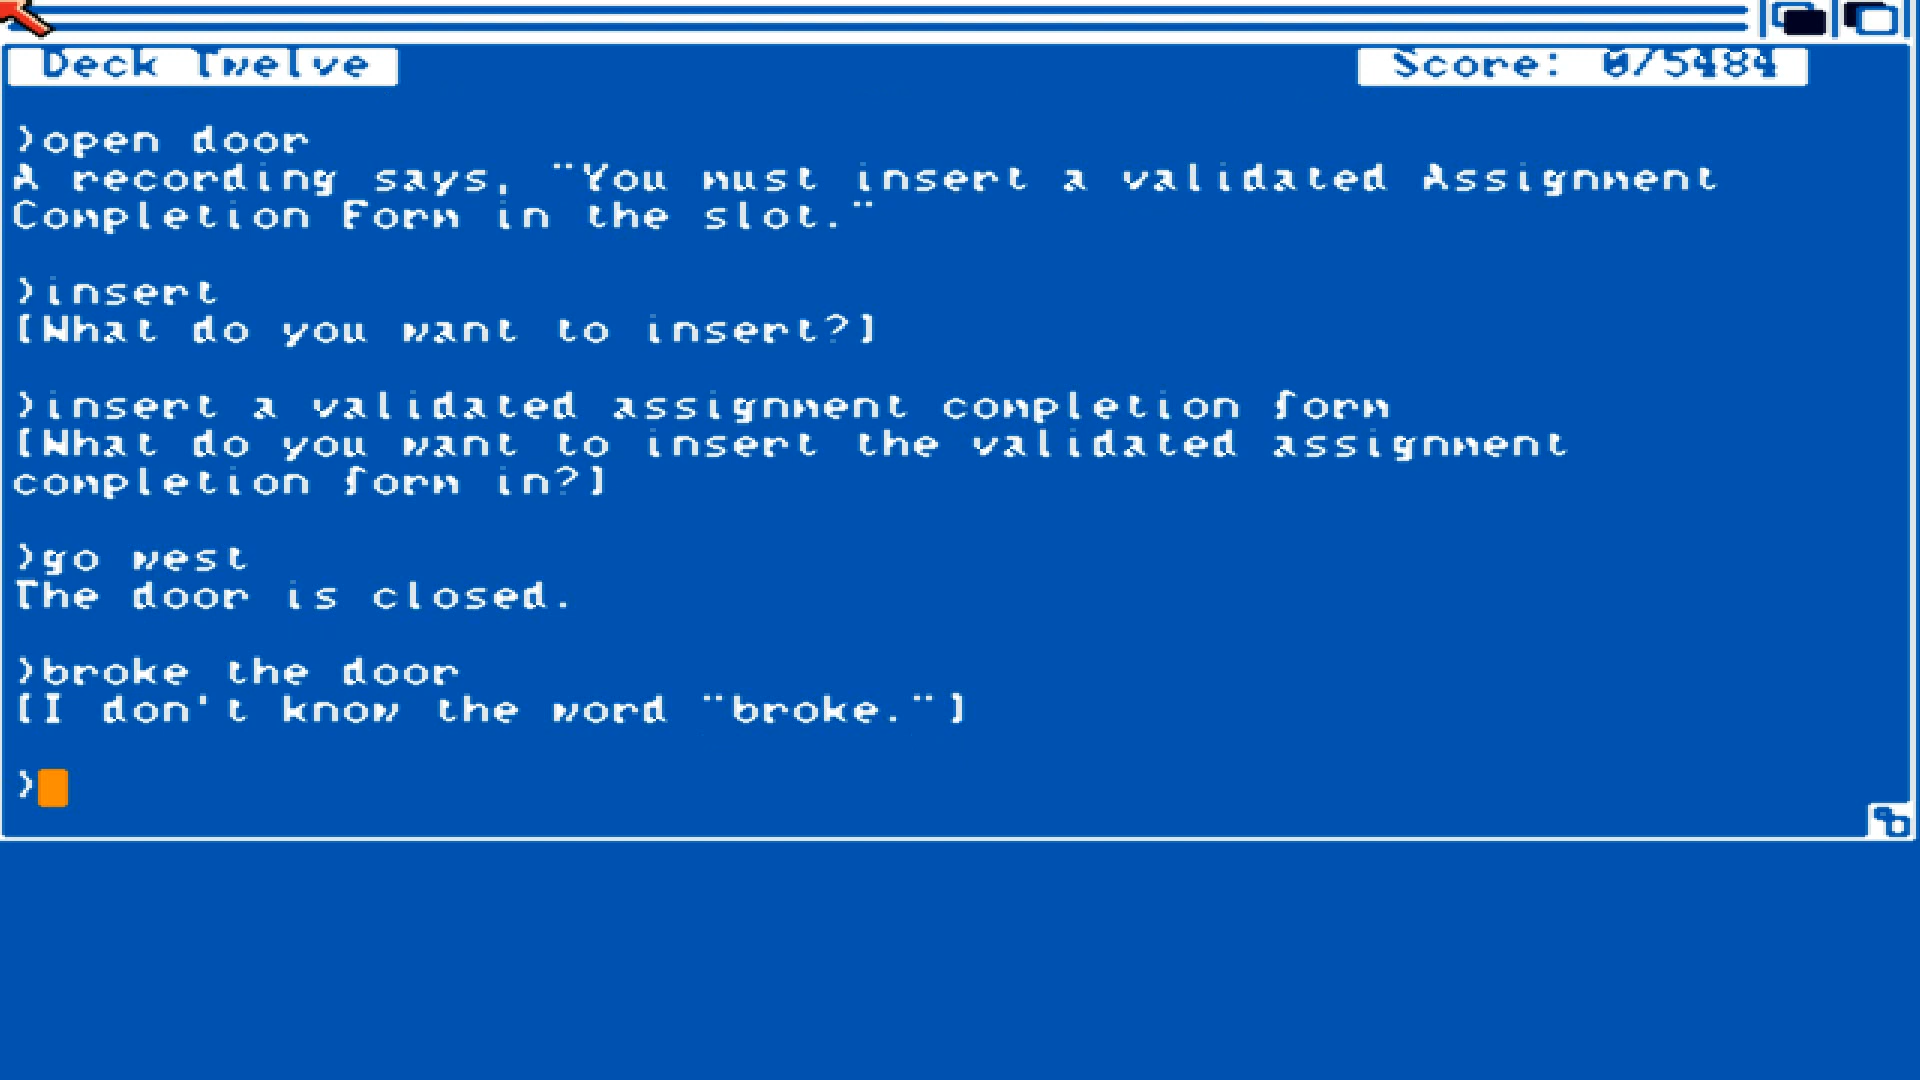 Deck Twelve
Score: 0/5484
>open door
A recording says, "You must insert a validated Assignment
Completion Form in the slot."
>insert
[What do you want to insert?]
>insert a validated assignment completion form
[What do you want to insert the validated assignment
completion form in?]
>go west
The door is closed.
>broke the door
[I don't know the word "broke."]
>